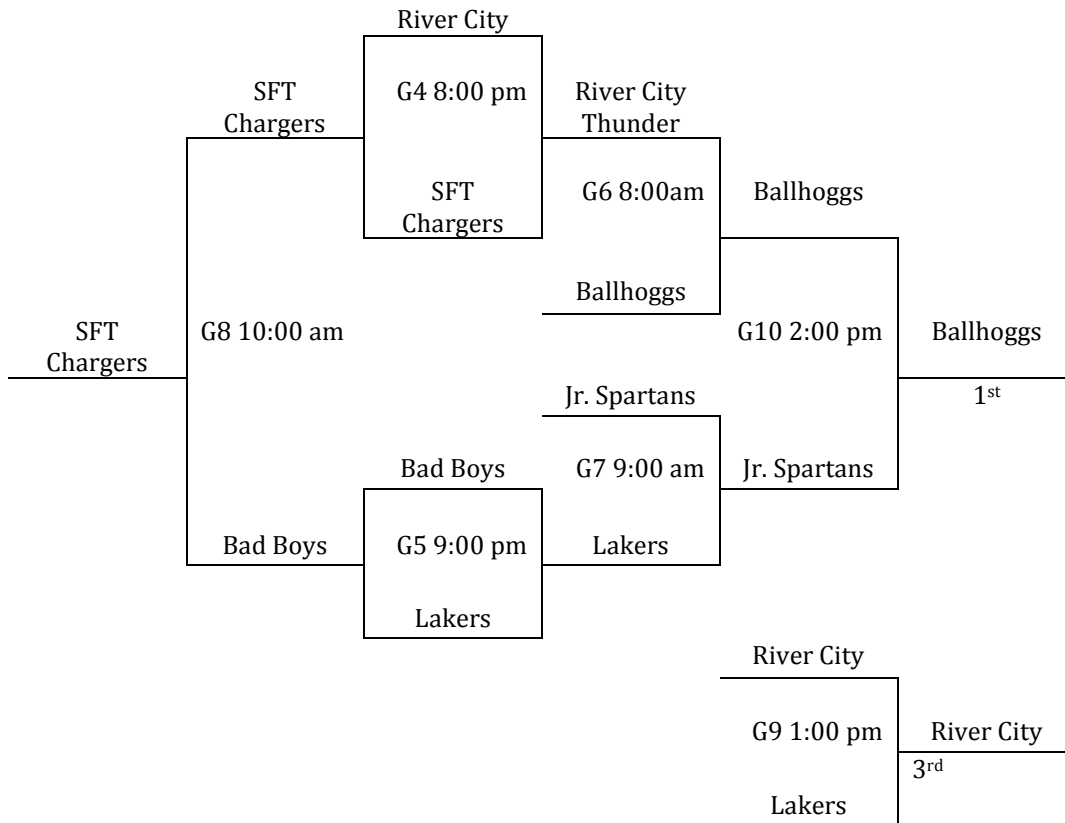 River City
SFT
Chargers
G4 8:00 pm
River City
Thunder
SFT
Chargers
G6 8:00am
Ballhoggs
Ballhoggs
SFT
Chargers
G8 10:00 am
G10 2:00 pm
Ballhoggs
Jr. Spartans
1st
Bad Boys
G7 9:00 am
Jr. Spartans
Bad Boys
G5 9:00 pm
Lakers
Lakers
River City
G9 1:00 pm
River City
3rd
Lakers